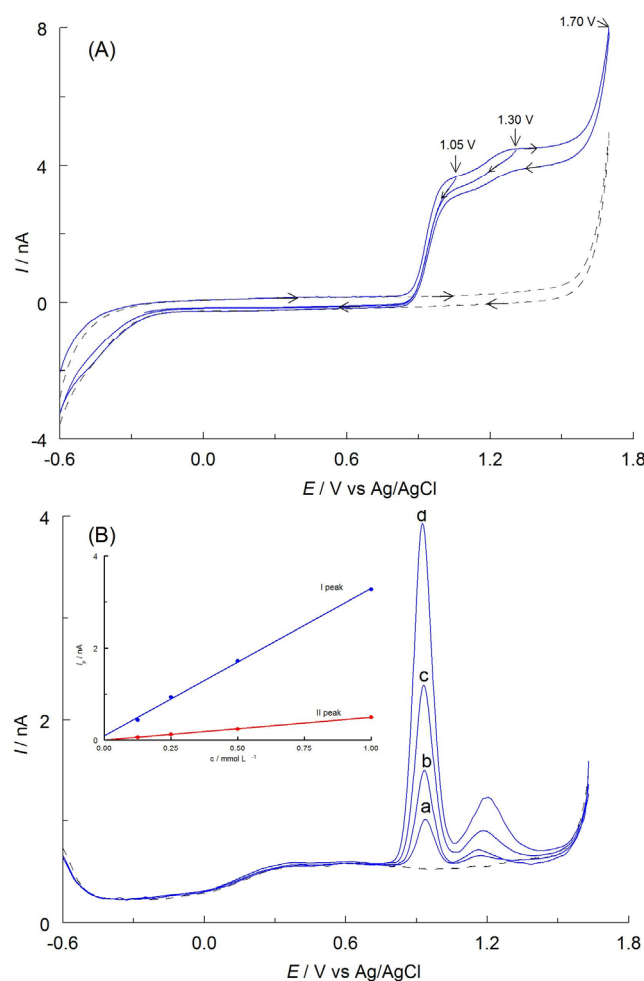 (A)
8
4
0
-4
I / nA
1.70 V
1.30 V
1.05 V
-0.6
0.0
0.6
1.2
1.8
E / V vs Ag/AgCl
(B)
4
2
0
I / nA
d
c
b
a
4
2
0
Ip / nA
I peak
II peak
0.00
0.25
0.50
0.75
1.00
c / mmol L⁻¹
-0.6
0.0
0.6
1.2
1.8
E / V vs Ag/AgCl